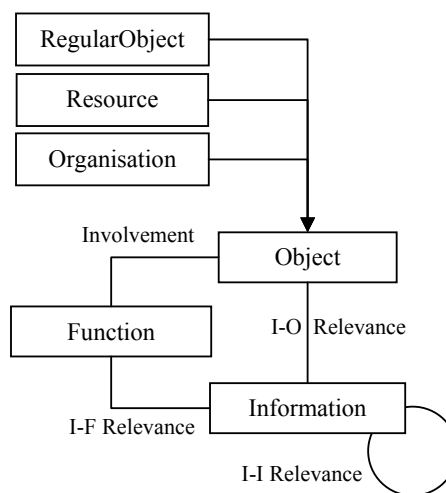 RegularObject
Resource
Organisation
Involvement
Object
Function
I-O Relevance
Information
I-F Relevance
I-I Relevance